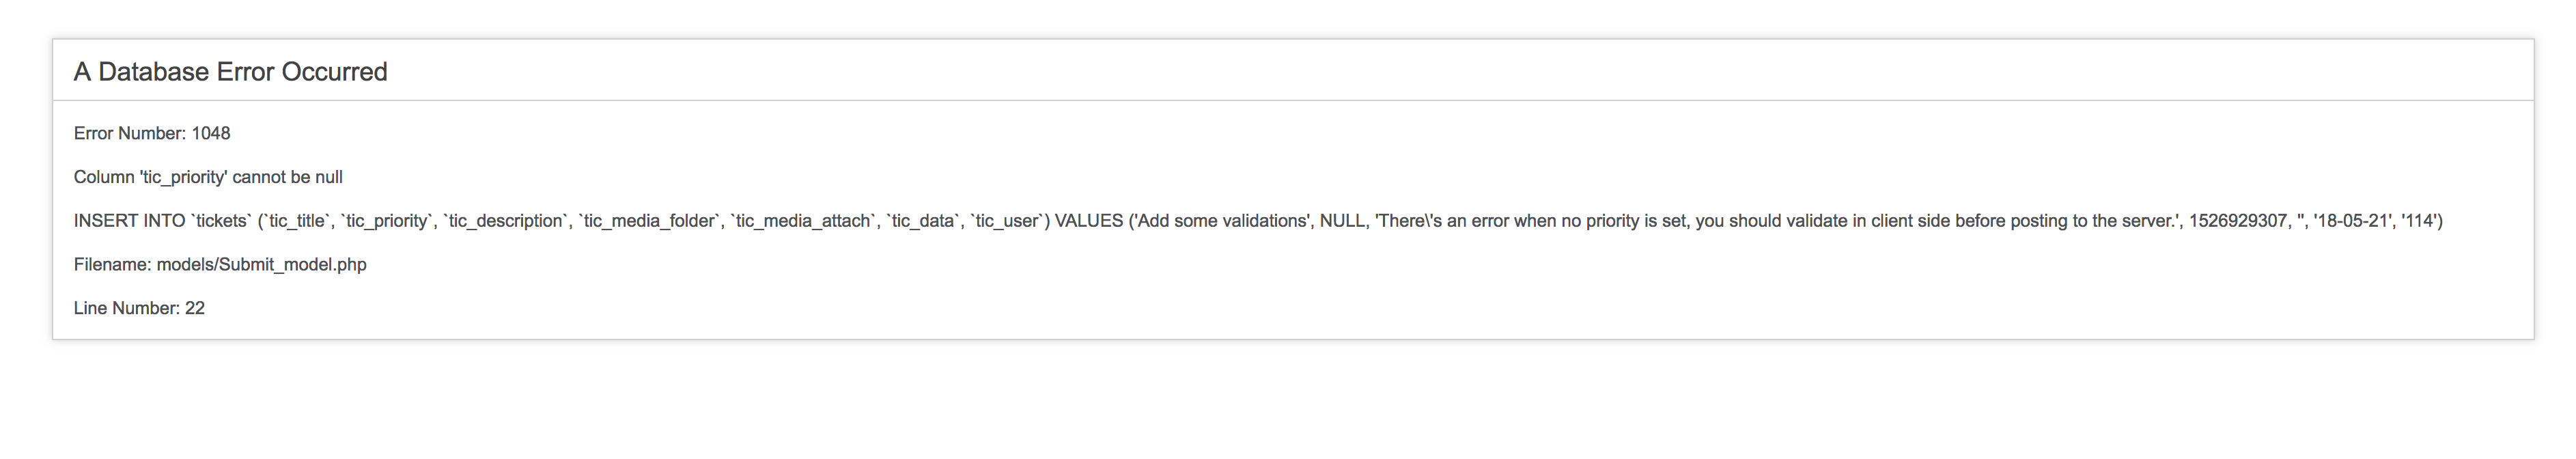 A Database Error Occurred
Error Number: 1048
Column 'tic_priority' cannot be null
INSERT INTO `tickets` (`tic_title`, `tic_priority`, `tic_description`, `tic_media_folder`, `tic_media_attach`, `tic_data`, `tic_user`) VALUES ('Add some validations', NULL, 'There\'s an error when no priority is set, you should validate in client side before posting to the server.', 1526929307, '', '18-05-21', '114')
Filename: models/Submit_model.php
Line Number: 22